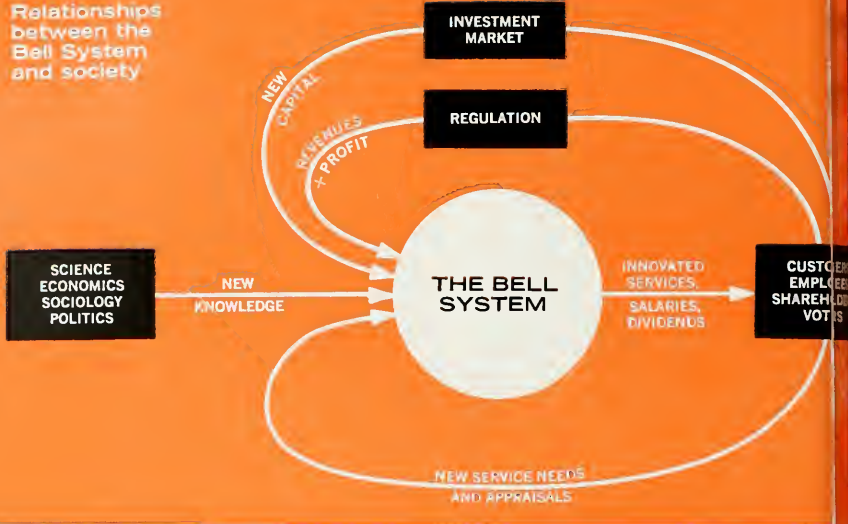 Relationships
between the
Bell System
and society
INVESTMENT
MARKET
NEW
CAPITAL
REGULATION
REVENUES
+ PROFIT
SCIENCE
ECONOMICS
SOCIOLOGY
POLITICS
NEW
KNOWLEDGE
THE BELL
SYSTEM
INNOVATED
SERVICES,
SALARIES,
DIVIDENDS
VOTERS
NEW SERVICE NEEDS
AND APPRAISALS